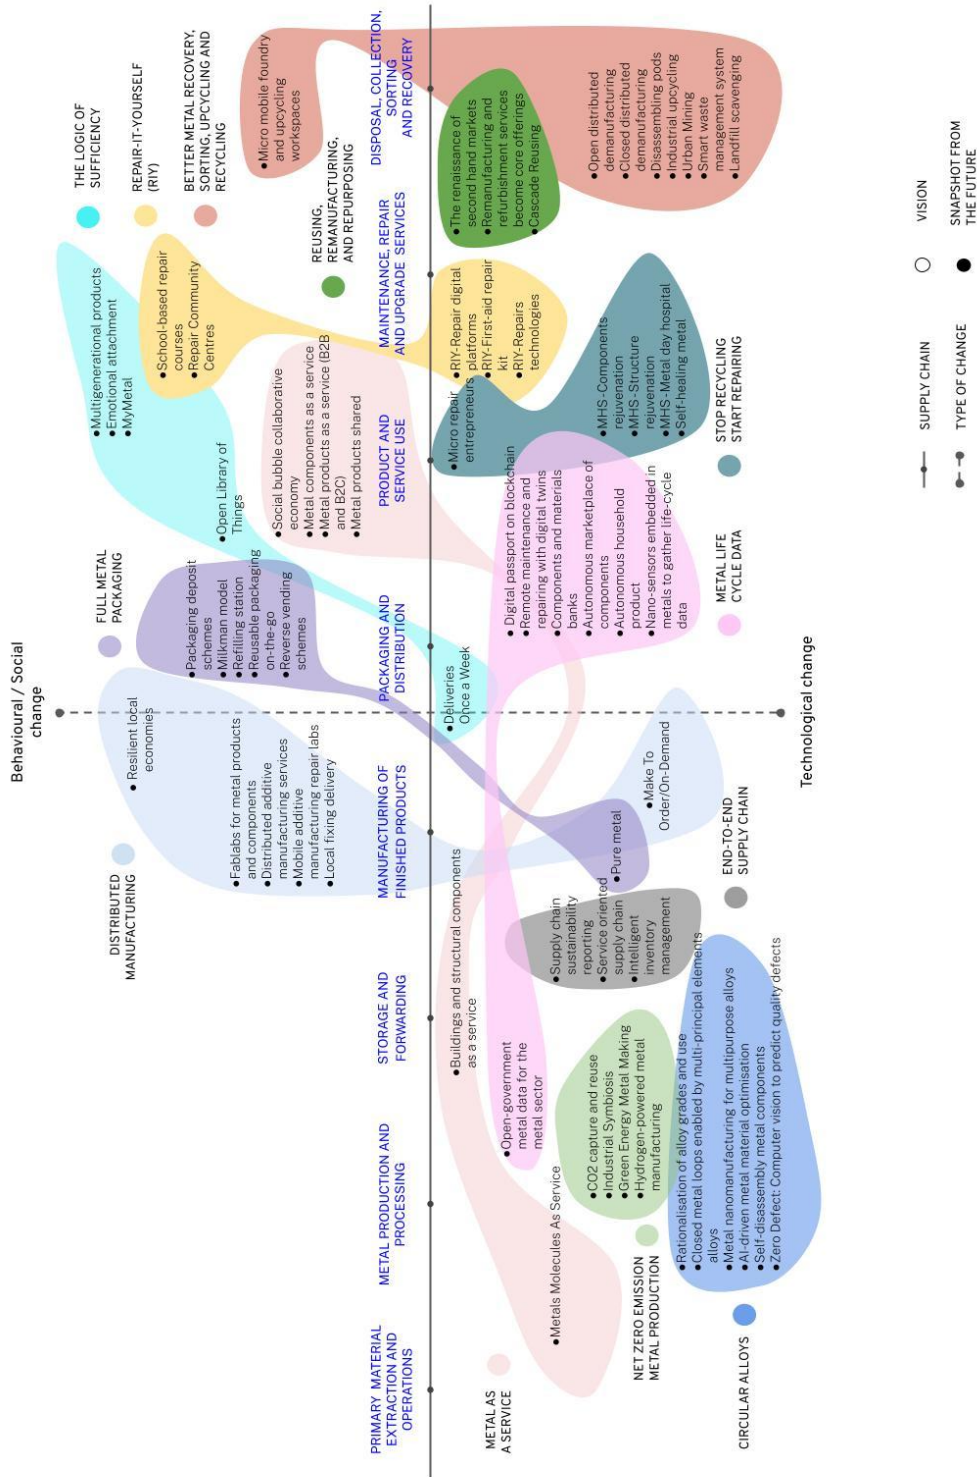 Behavioural / Social
change
Technological change
PRIMARY MATERIAL
EXTRACTION AND
OPERATIONS
METAL PRODUCTION AND
PROCESSING
STORAGE AND
FORWARDING
MANUFACTURING OF
FINISHED PRODUCTS
PACKAGING AND
DISTRIBUTION
PRODUCT AND
SERVICE USE
MAINTENANCE, REPAIR
AND UPGRADE SERVICES
DISPOSAL, COLLECTION,
SORTING
AND RECOVERY
DISTRIBUTED
MANUFACTURING
•Resilient local
economies
•Fablabs for metal products
and components
•Distributed additive
manufacturing services
•Mobile additive
manufacturing repair labs
•Local fixing delivery
•Make To
Order/On-Demand
FULL METAL
PACKAGING
•Packaging deposit
schemes
•Milkman model
•Refilling station
•Reusable packaging
on-the-go
•Reverse vending
schemes
•Pure metal
THE LOGIC OF
SUFFICIENCY
•Multigenerational products
•Emotional attachment
•MyMetal
•Open Library of
Things
•Deliveries
Once a Week
REPAIR-IT-YOURSELF
(RIY)
•School-based repair
courses
•Repair Community
Centres
•RIY-Repair digital
platforms
•RIY-First-aid repair
kit
•RIY-Repairs
technologies
BETTER METAL RECOVERY,
SORTING, UPCYCLING AND
RECYCLING
•Micro mobile foundry
and upcycling
workspaces
•Open distributed
demanufacturing
•Closed distributed
demanufacturing
•Disassembling pods
•Industrial upcycling
•Urban Mining
•Smart waste
management system
•Landfill scavenging
REUSING,
REMANUFACTURING,
AND REPURPOSING
•The renaissance of
second hand markets
•Remanufacturing and
refurbishment services
become core offerings
•Cascade Reusing
•Social bubble collaborative
economy
•Metal components as a service
•Metal products as a service (B2B
and B2C)
•Metal products shared
•Buildings and structural components
as a service
•Metals Molecules As Service
METAL AS
A SERVICE
•Micro repair
entrepreneurs
•MHS-Components
rejuvenation
•MHS-Structure
rejuvenation
•MHS-Metal day hospital
•Self-healing metal
STOP RECYCLING
START REPAIRING
•Digital passport on blockchain
•Remote maintenance and
repairing with digital twins
•Components and materials
banks
•Autonomous marketplace of
components
•Autonomous household
product
•Nano-sensors embedded in
metals to gather life-cycle
data
•Open-government
metal data for the
metal sector
METAL LIFE
CYCLE DATA
•Supply chain
sustainability
reporting
•Service oriented
supply chain
•Intelligent
inventory
management
END-TO-END
SUPPLY CHAIN
•CO2 capture and reuse
•Industrial Symbiosis
•Green Energy Metal Making
•Hydrogen-powered metal
manufacturing
NET ZERO EMISSION
METAL PRODUCTION
•Rationalisation of alloy grades and use
•Closed metal loops enabled by multi-principal elements
alloys
•Metal nanomanufacturing for multipurpose alloys
•AI-driven metal material optimisation
•Self-disassembly metal components
•Zero Defect: Computer vision to predict quality defects
CIRCULAR ALLOYS
SUPPLY CHAIN
TYPE OF CHANGE
VISION
SNAPSHOT FROM
THE FUTURE